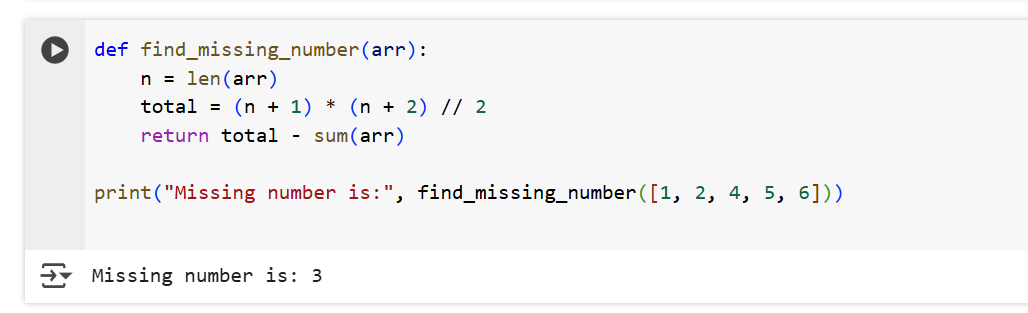 def find_missing_number(arr):
    n = len(arr)
    total = (n + 1) * (n + 2) // 2
    return total - sum(arr)

print("Missing number is:", find_missing_number([1, 2, 4, 5, 6]))
Missing number is: 3